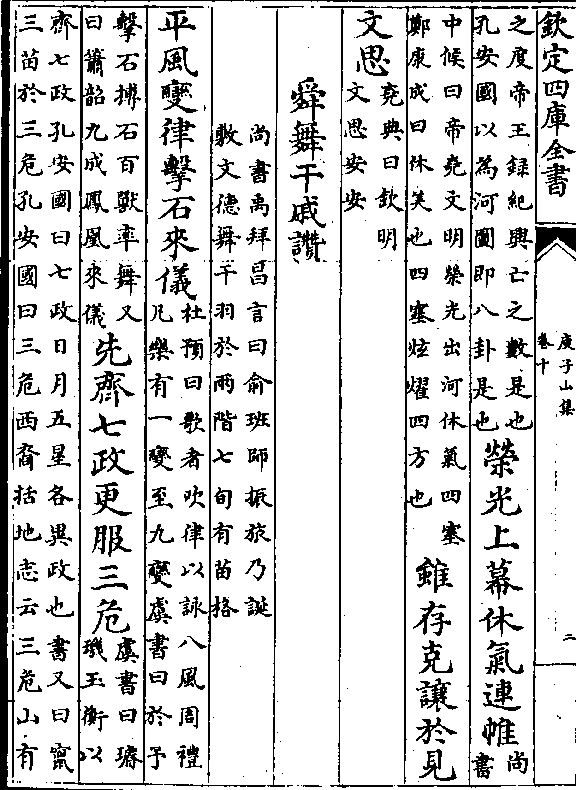 欽定四庫全書
庚子山集
卷十
二
之度帝王錄紀興亡之數是也
孔安國以為河圖即八卦是也
榮光上幕休氣連帷
尚
書
中候曰帝堯文明榮光出河休氣四塞
鄭康成曰休美也四塞炫燿四方也
雖存克讓於見
文思
堯典曰欽明
文思安安
舜舞干戚讚
尚書禹拜昌言曰俞班師振旅乃誕
敷文德舞干羽於兩階七旬有苗格
平風變律擊石來儀
杜預曰歌者吹律以詠八風周禮
凡樂有一變至九變虞書曰於予
擊石搏石百獸率舞又
曰簫韶九成鳳凰來儀
先齊七政更服三危
虞書曰璿
璣玉衡以
齊七政孔安國曰七政日月五星各異政也書又曰竄
三苗於三危孔安國曰三危西裔括地志云三危山有